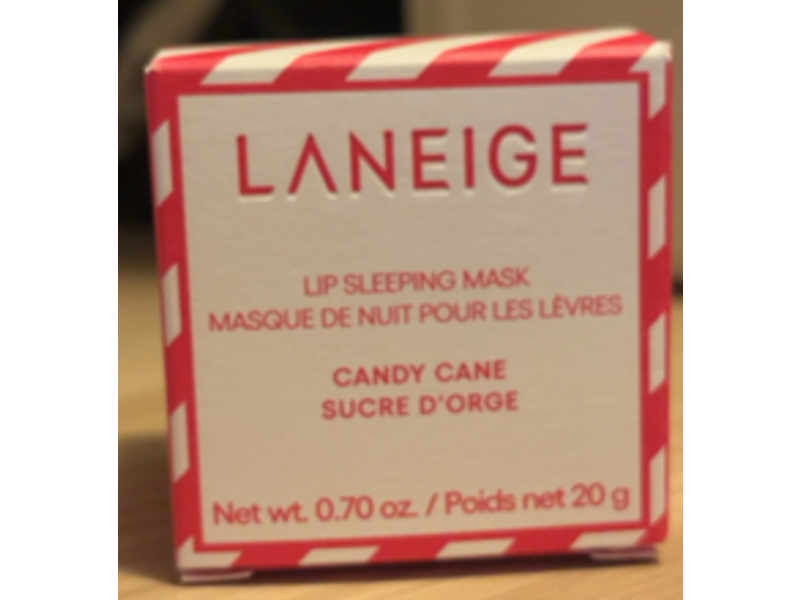 LANEIGE
LIP SLEEPING MASK
MASQUE DE NUIT POUR LES LÈVRES
CANDY CANE
SUCRE D'ORGE
Net wt. 0.70 oz. / Poids net 20 g